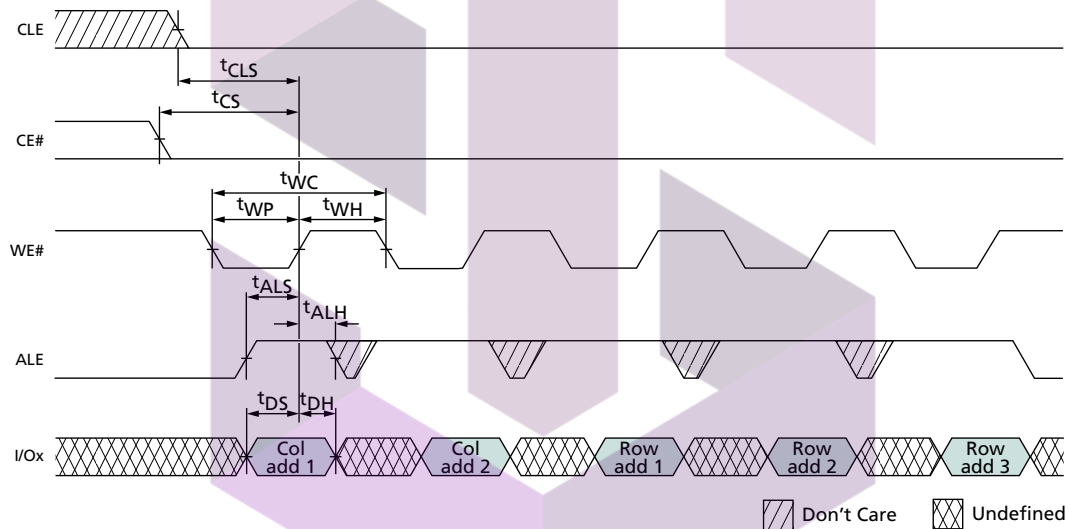 CLE
tCLS
tCS
CE#
tWC
tWP tWH
WE#
tALS
tALH
ALE
tDS tDH
I/Ox
Col add 1
Col add 2
Row add 1
Row add 2
Row add 3
Don't Care
Undefined